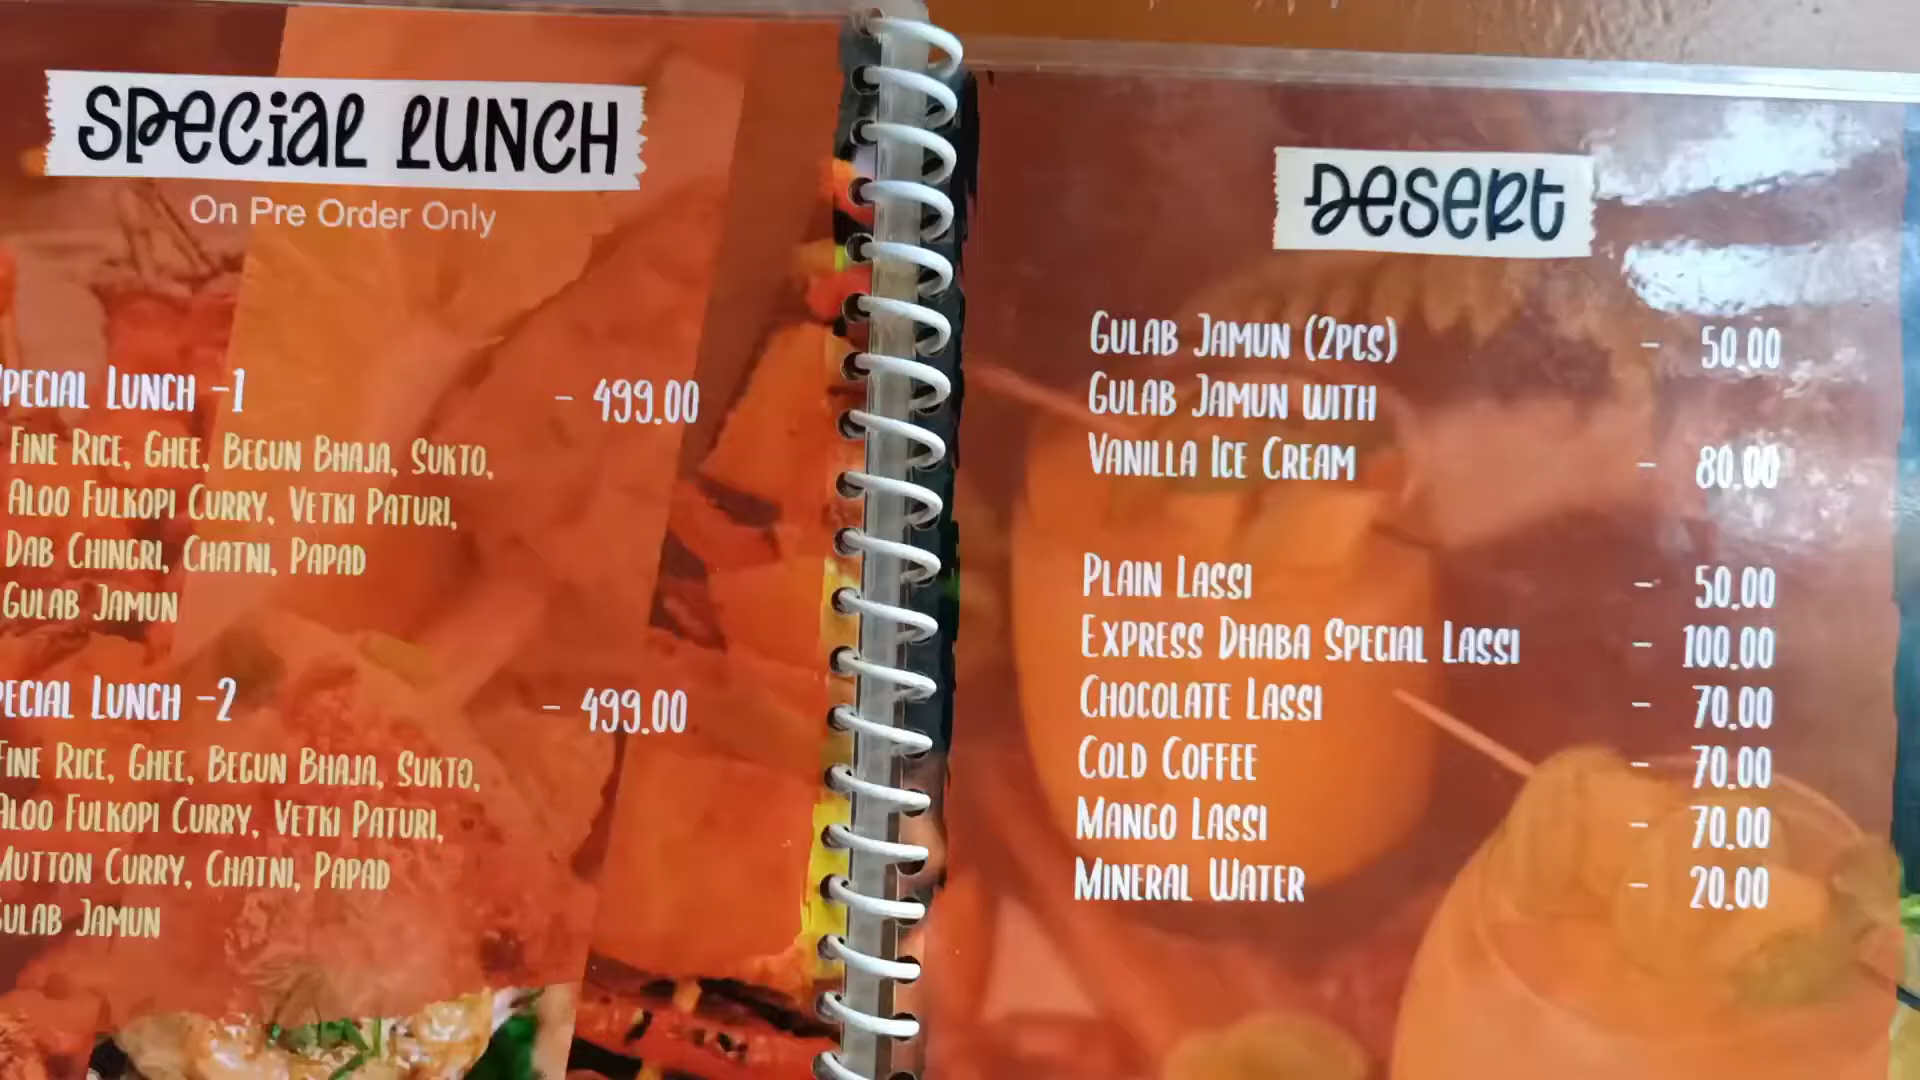 SPECIAL LUNCH
On Pre Order Only
SPECIAL LUNCH -1 - 499.00
FINE RICE, GHEE, BEGUN BHAJA, SUKTO,
ALOO FULKOPI CURRY, VETKI PATURI,
DAB CHINGRI, CHATNI, PAPAD
GULAB JAMUN
SPECIAL LUNCH -2 - 499.00
FINE RICE, GHEE, BEGUN BHAJA, SUKTO,
ALOO FULKOPI CURRY, VETKI PATURI,
MUTTON CURRY, CHATNI, PAPAD
GULAB JAMUN
DESERT
GULAB JAMUN (2PCS) - 50.00
GULAB JAMUN WITH
VANILLA ICE CREAM - 80.00
PLAIN LASSI - 50.00
EXPRESS DHABA SPECIAL LASSI - 100.00
CHOCOLATE LASSI - 70.00
COLD COFFEE - 70.00
MANGO LASSI - 70.00
MINERAL WATER - 20.00